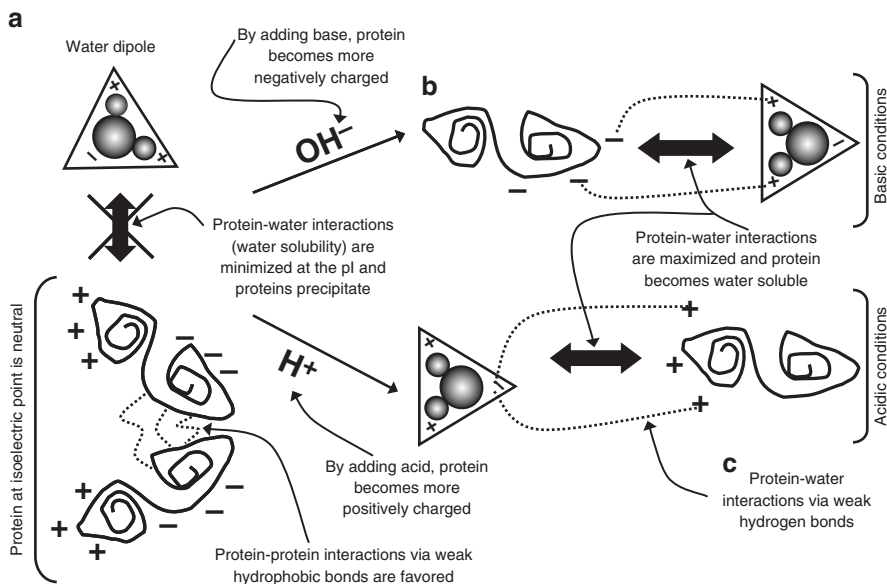 a
Water dipole
By adding base, protein
becomes more
negatively charged
OH–
b
Basic conditions
Protein-water interactions
(water solubility) are
minimized at the pI and
proteins precipitate
Protein-water interactions
are maximized and protein
becomes water soluble
Protein at isoelectric point is neutral
H+
Acidic conditions
By adding acid, protein
becomes more
positively charged
c
Protein-water
interactions via weak
hydrogen bonds
Protein-protein interactions via weak
hydrophobic bonds are favored